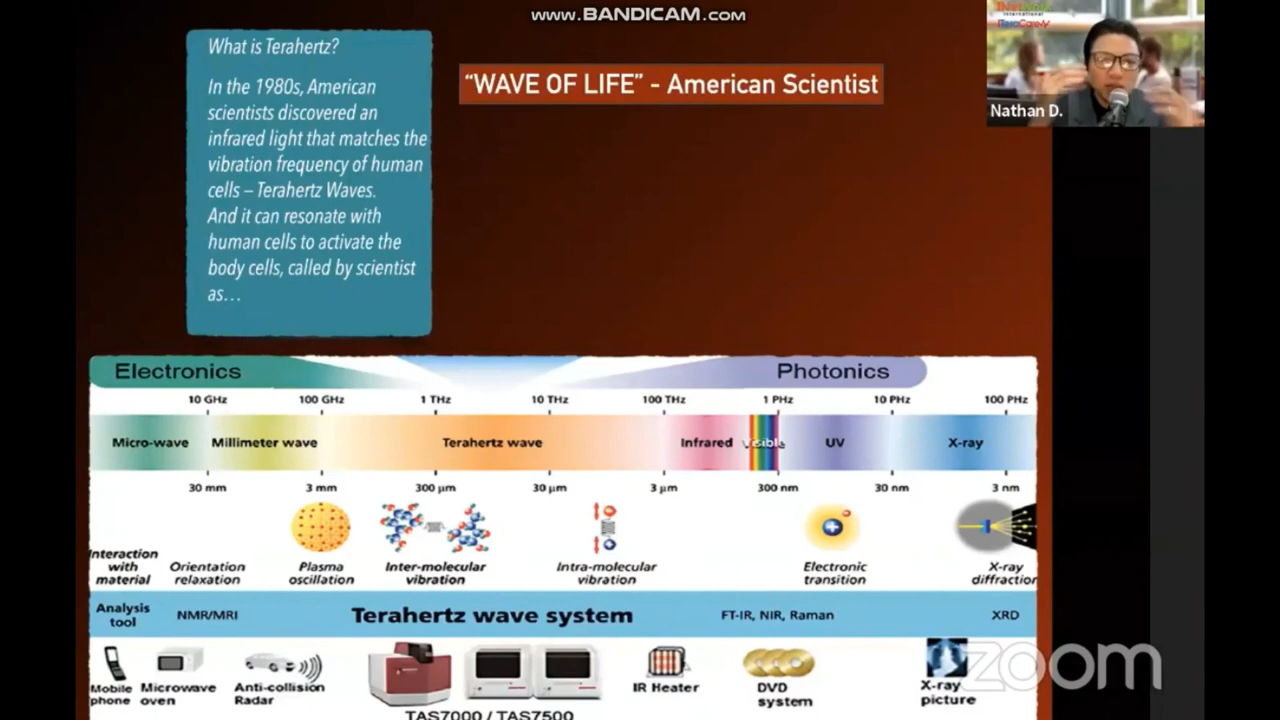 www.BANDICAM.com
What is Terahertz?
In the 1980s, American
scientists discovered an
infrared light that matches the
vibration frequency of human
cells – Terahertz Waves.
And it can resonate with
human cells to activate the
body cells, called by scientist
as…
"WAVE OF LIFE" - American Scientist
International
iTeraCare
Nathan D.
Electronics
Photonics
10 GHz 100 GHz 1 THz 10 THz 100 THz 1 PHz 10 PHz 100 PHz
Micro-wave Millimeter wave Terahertz wave Infrared Visible UV X-ray
30 mm 3 mm 300 µm 30 µm 3 µm 300 nm 30 nm 3 nm
Interaction
with
material
Orientation
relaxation
Plasma
oscillation
Inter-molecular
vibration
Intra-molecular
vibration
Electronic
transition
X-ray
diffraction
Analysis
tool
NMR/MRI
Terahertz wave system
FT-IR, NIR, Raman
XRD
Mobile
phone
Microwave
oven
Anti-collision
Radar
TAS7000 / TAS7500
IR Heater
DVD
system
X-ray
picture
zoom